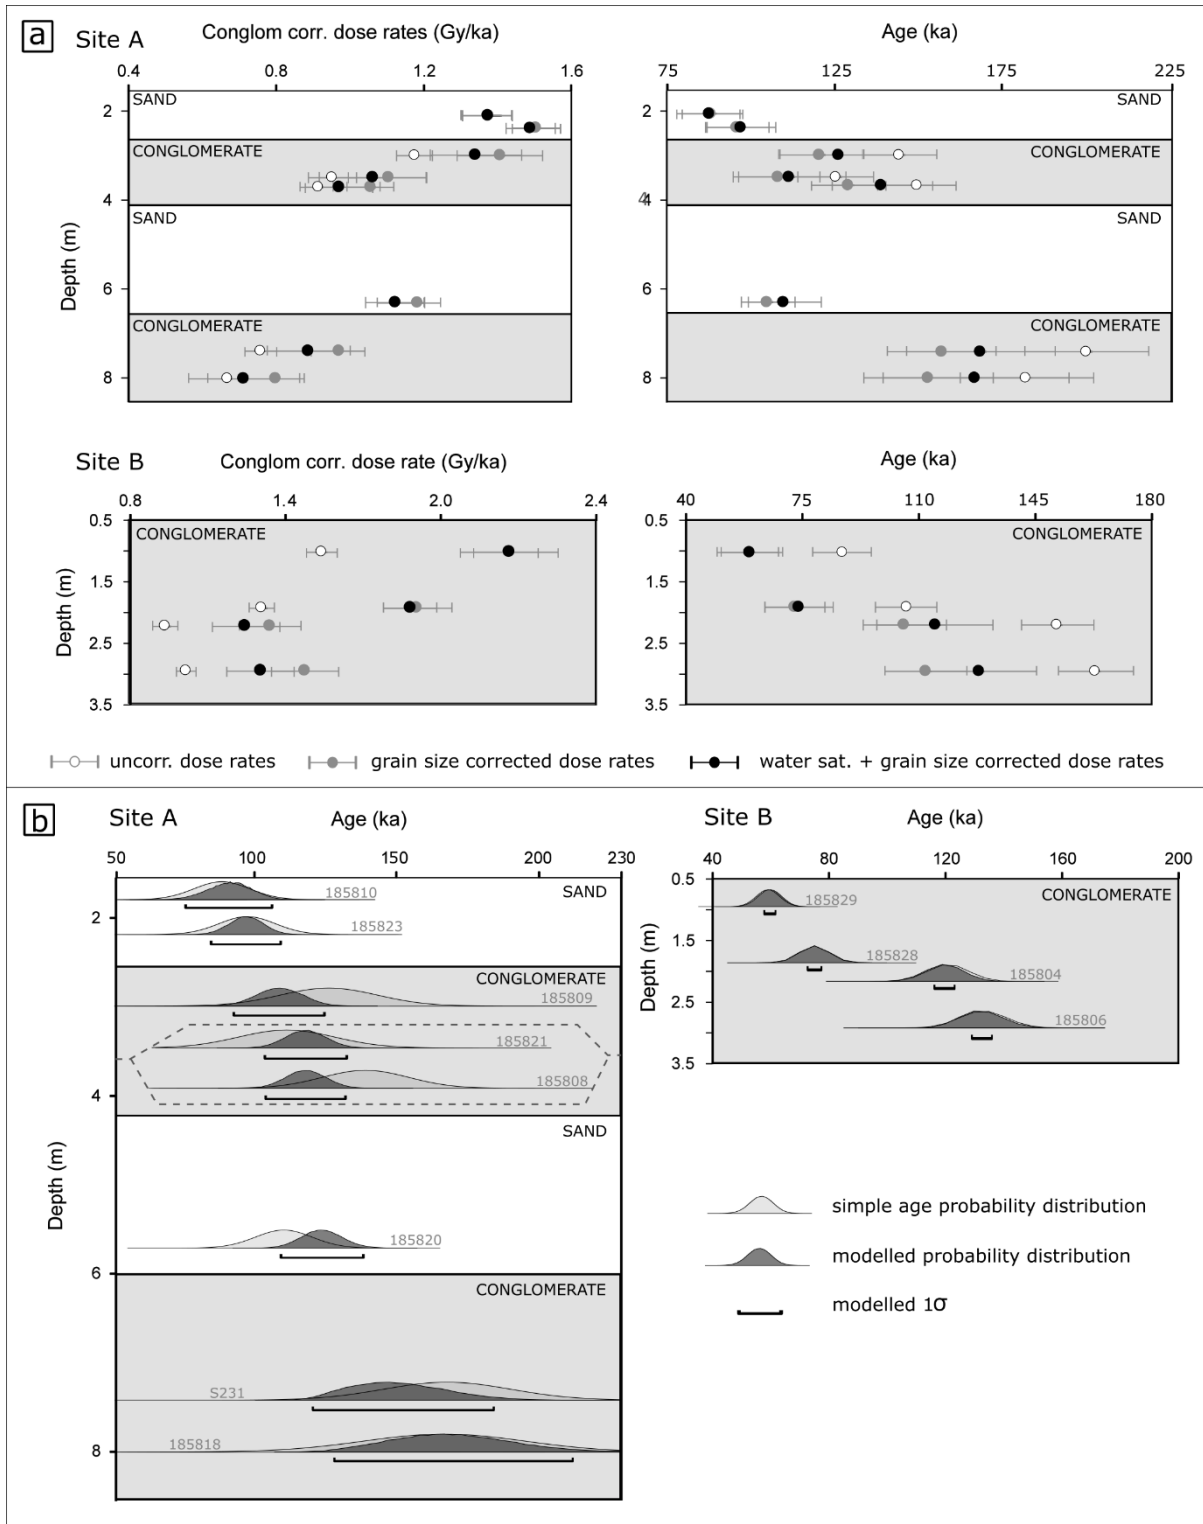 a Site A
Conglom corr. dose rates (Gy/ka)
Age (ka)
0.4 0.8 1.2 1.6
75 125 175 225
SAND
SAND
2
2
CONGLOMERATE
CONGLOMERATE
4
4
SAND
SAND
Depth (m)
6
6
CONGLOMERATE
CONGLOMERATE
8
8
Site B
Conglom corr. dose rate (Gy/ka)
Age (ka)
0.8 1.4 2.0 2.4
40 75 110 145 180
0.5
CONGLOMERATE
0.5
CONGLOMERATE
1.5
1.5
Depth (m)
2.5
2.5
3.5
3.5
uncorr. dose rates
grain size corrected dose rates
water sat. + grain size corrected dose rates
b Site A
Age (ka)
50 100 150 200 230
185810
SAND
2
185823
CONGLOMERATE
185809
185821
185808
4
SAND
Depth (m)
185820
6
CONGLOMERATE
S231
185818
8
Site B
Age (ka)
40 80 120 160 200
0.5
CONGLOMERATE
185829
1.5
185828
185804
Depth (m)
2.5
185806
3.5
simple age probability distribution
modelled probability distribution
modelled 1σ